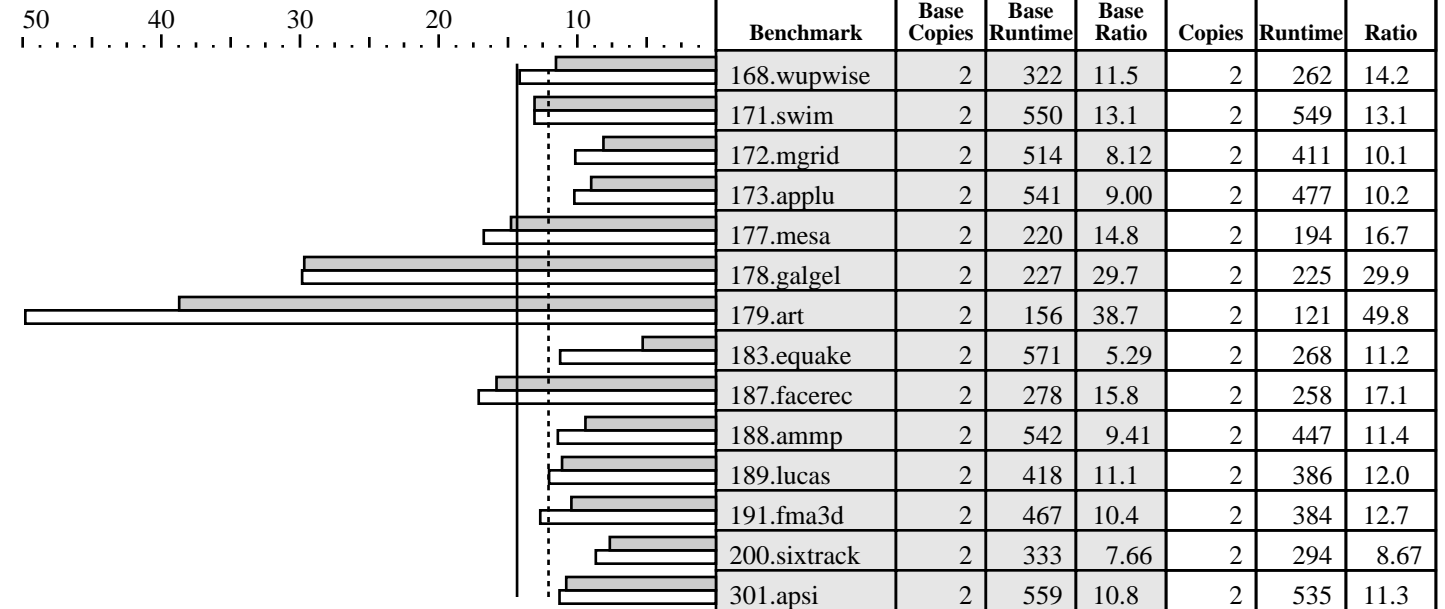 50 40 30 20 10
Benchmark Base Copies Base Runtime Base Ratio Copies Runtime Ratio
168.wupwise 2 322 11.5 2 262 14.2
171.swim 2 550 13.1 2 549 13.1
172.mgrid 2 514 8.12 2 411 10.1
173.applu 2 541 9.00 2 477 10.2
177.mesa 2 220 14.8 2 194 16.7
178.galgel 2 227 29.7 2 225 29.9
179.art 2 156 38.7 2 121 49.8
183.equake 2 571 5.29 2 268 11.2
187.facerec 2 278 15.8 2 258 17.1
188.ammp 2 542 9.41 2 447 11.4
189.lucas 2 418 11.1 2 386 12.0
191.fma3d 2 467 10.4 2 384 12.7
200.sixtrack 2 333 7.66 2 294 8.67
301.apsi 2 559 10.8 2 535 11.3